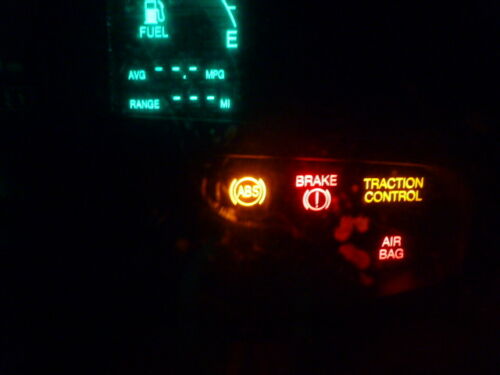 FUEL
E
AVG --.- MPG
RANGE --- MI
ABS
BRAKE
TRACTION
CONTROL
AIR
BAG